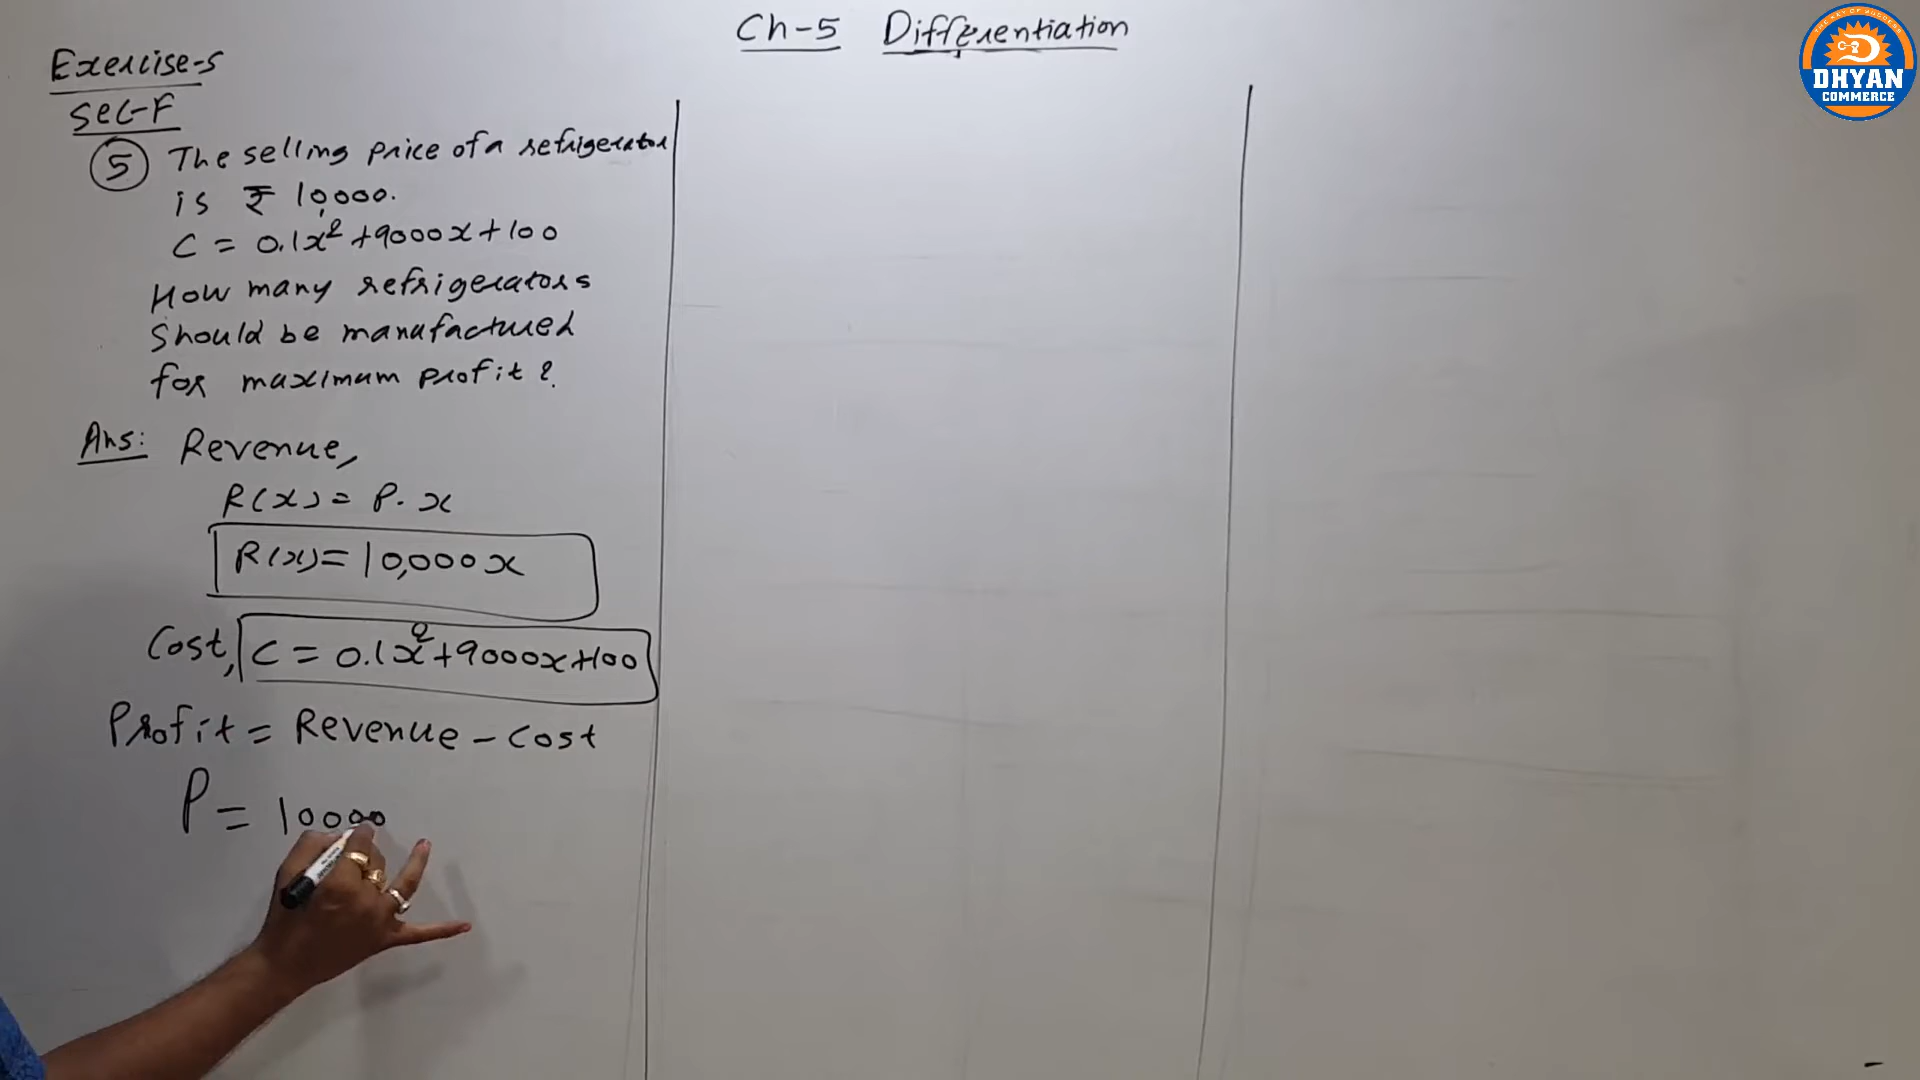 Ch-5 Differentiation
Exercise-5
Sec-F
5 The selling price of a refrigerator
is ₹ 10,000.
C = 0.1x² + 9000x + 100
How many refrigerators
should be manufactured
for maximum profit?
Ans: Revenue,
R(x) = P. x
R(x) = 10,000x
Cost, C = 0.1x² + 9000x + 100
Profit = Revenue - Cost
P = 10000
DHYAN
COMMERCE